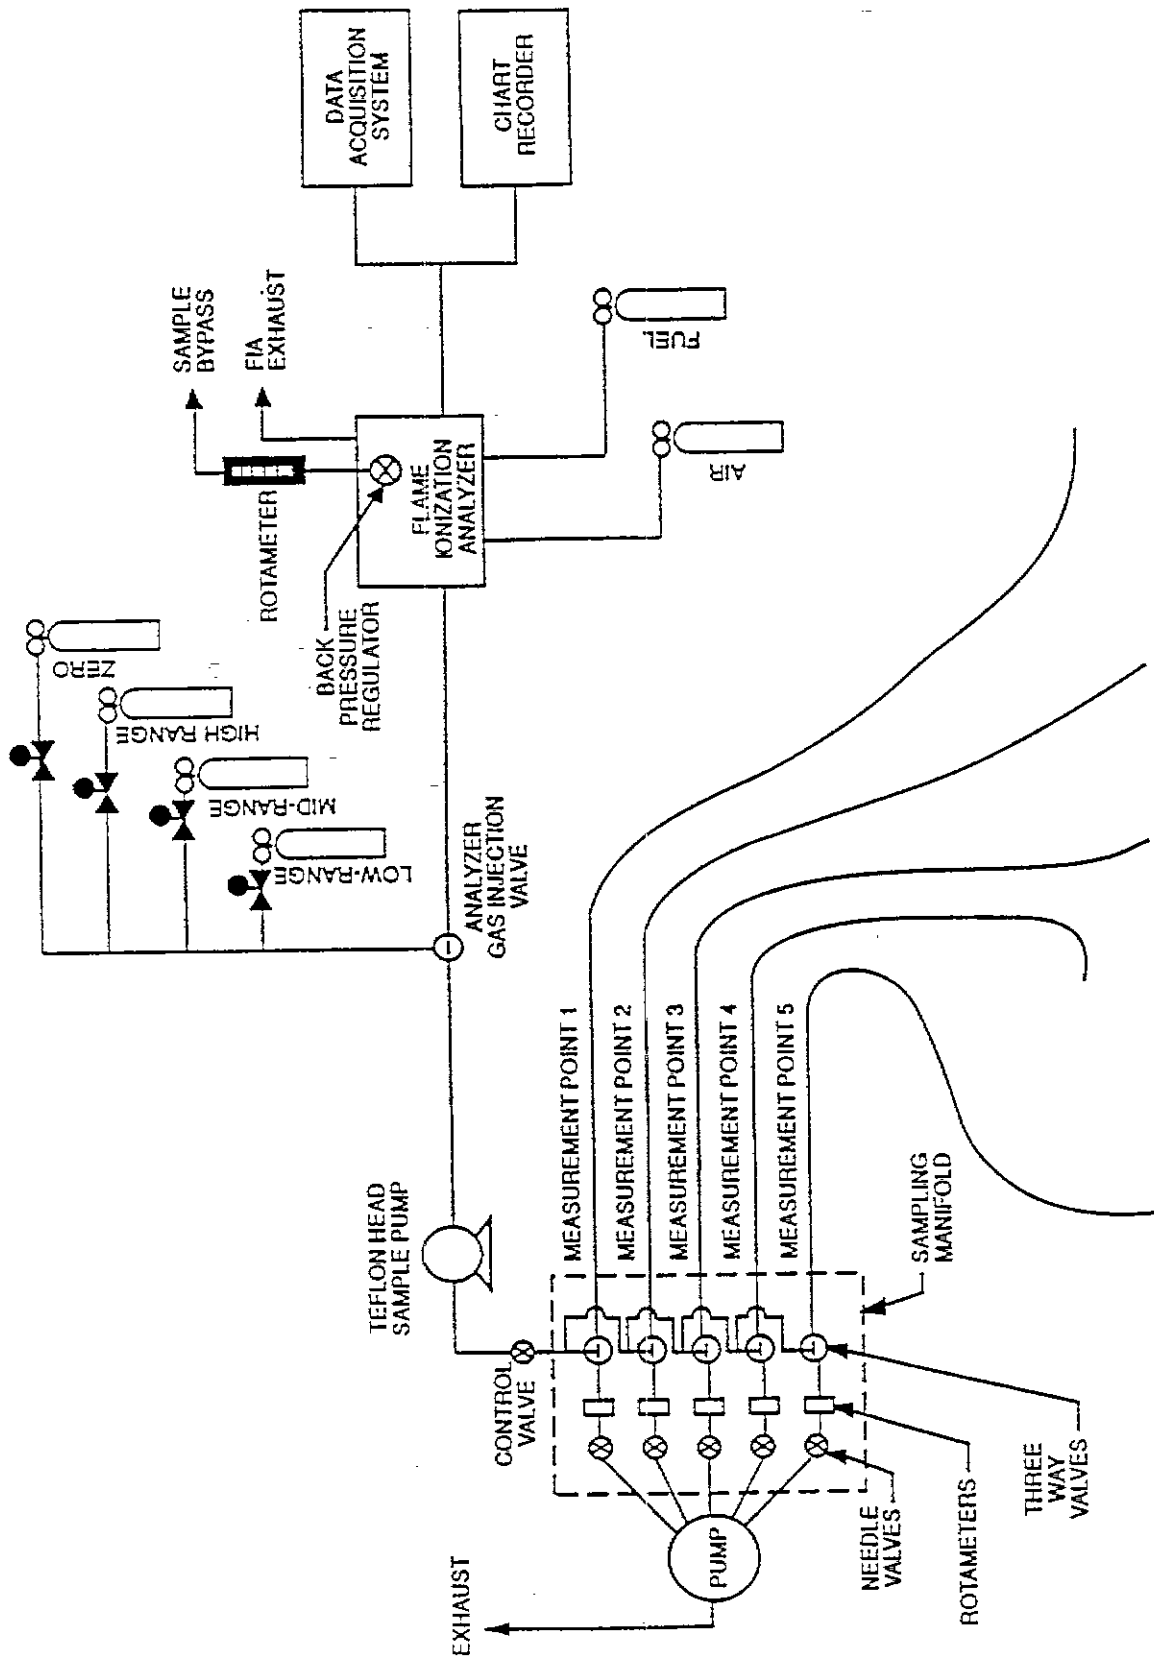 ZERO
HIGH RANGE
MID-RANGE
LOW-RANGE
SAMPLE
BYPASS
FIA
EXHAUST
ROTAMETER
BACK
PRESSURE
REGULATOR
FLAME
IONIZATION
ANALYZER
DATA
ACQUISITION
SYSTEM
CHART
RECORDER
FUEL
AIR
ANALYZER
GAS INJECTION
VALVE
TEFLON HEAD
SAMPLE PUMP
CONTROL
VALVE
MEASUREMENT POINT 1
MEASUREMENT POINT 2
MEASUREMENT POINT 3
MEASUREMENT POINT 4
MEASUREMENT POINT 5
SAMPLING
MANIFOLD
EXHAUST
PUMP
NEEDLE
VALVES
ROTAMETERS
THREE
WAY
VALVES